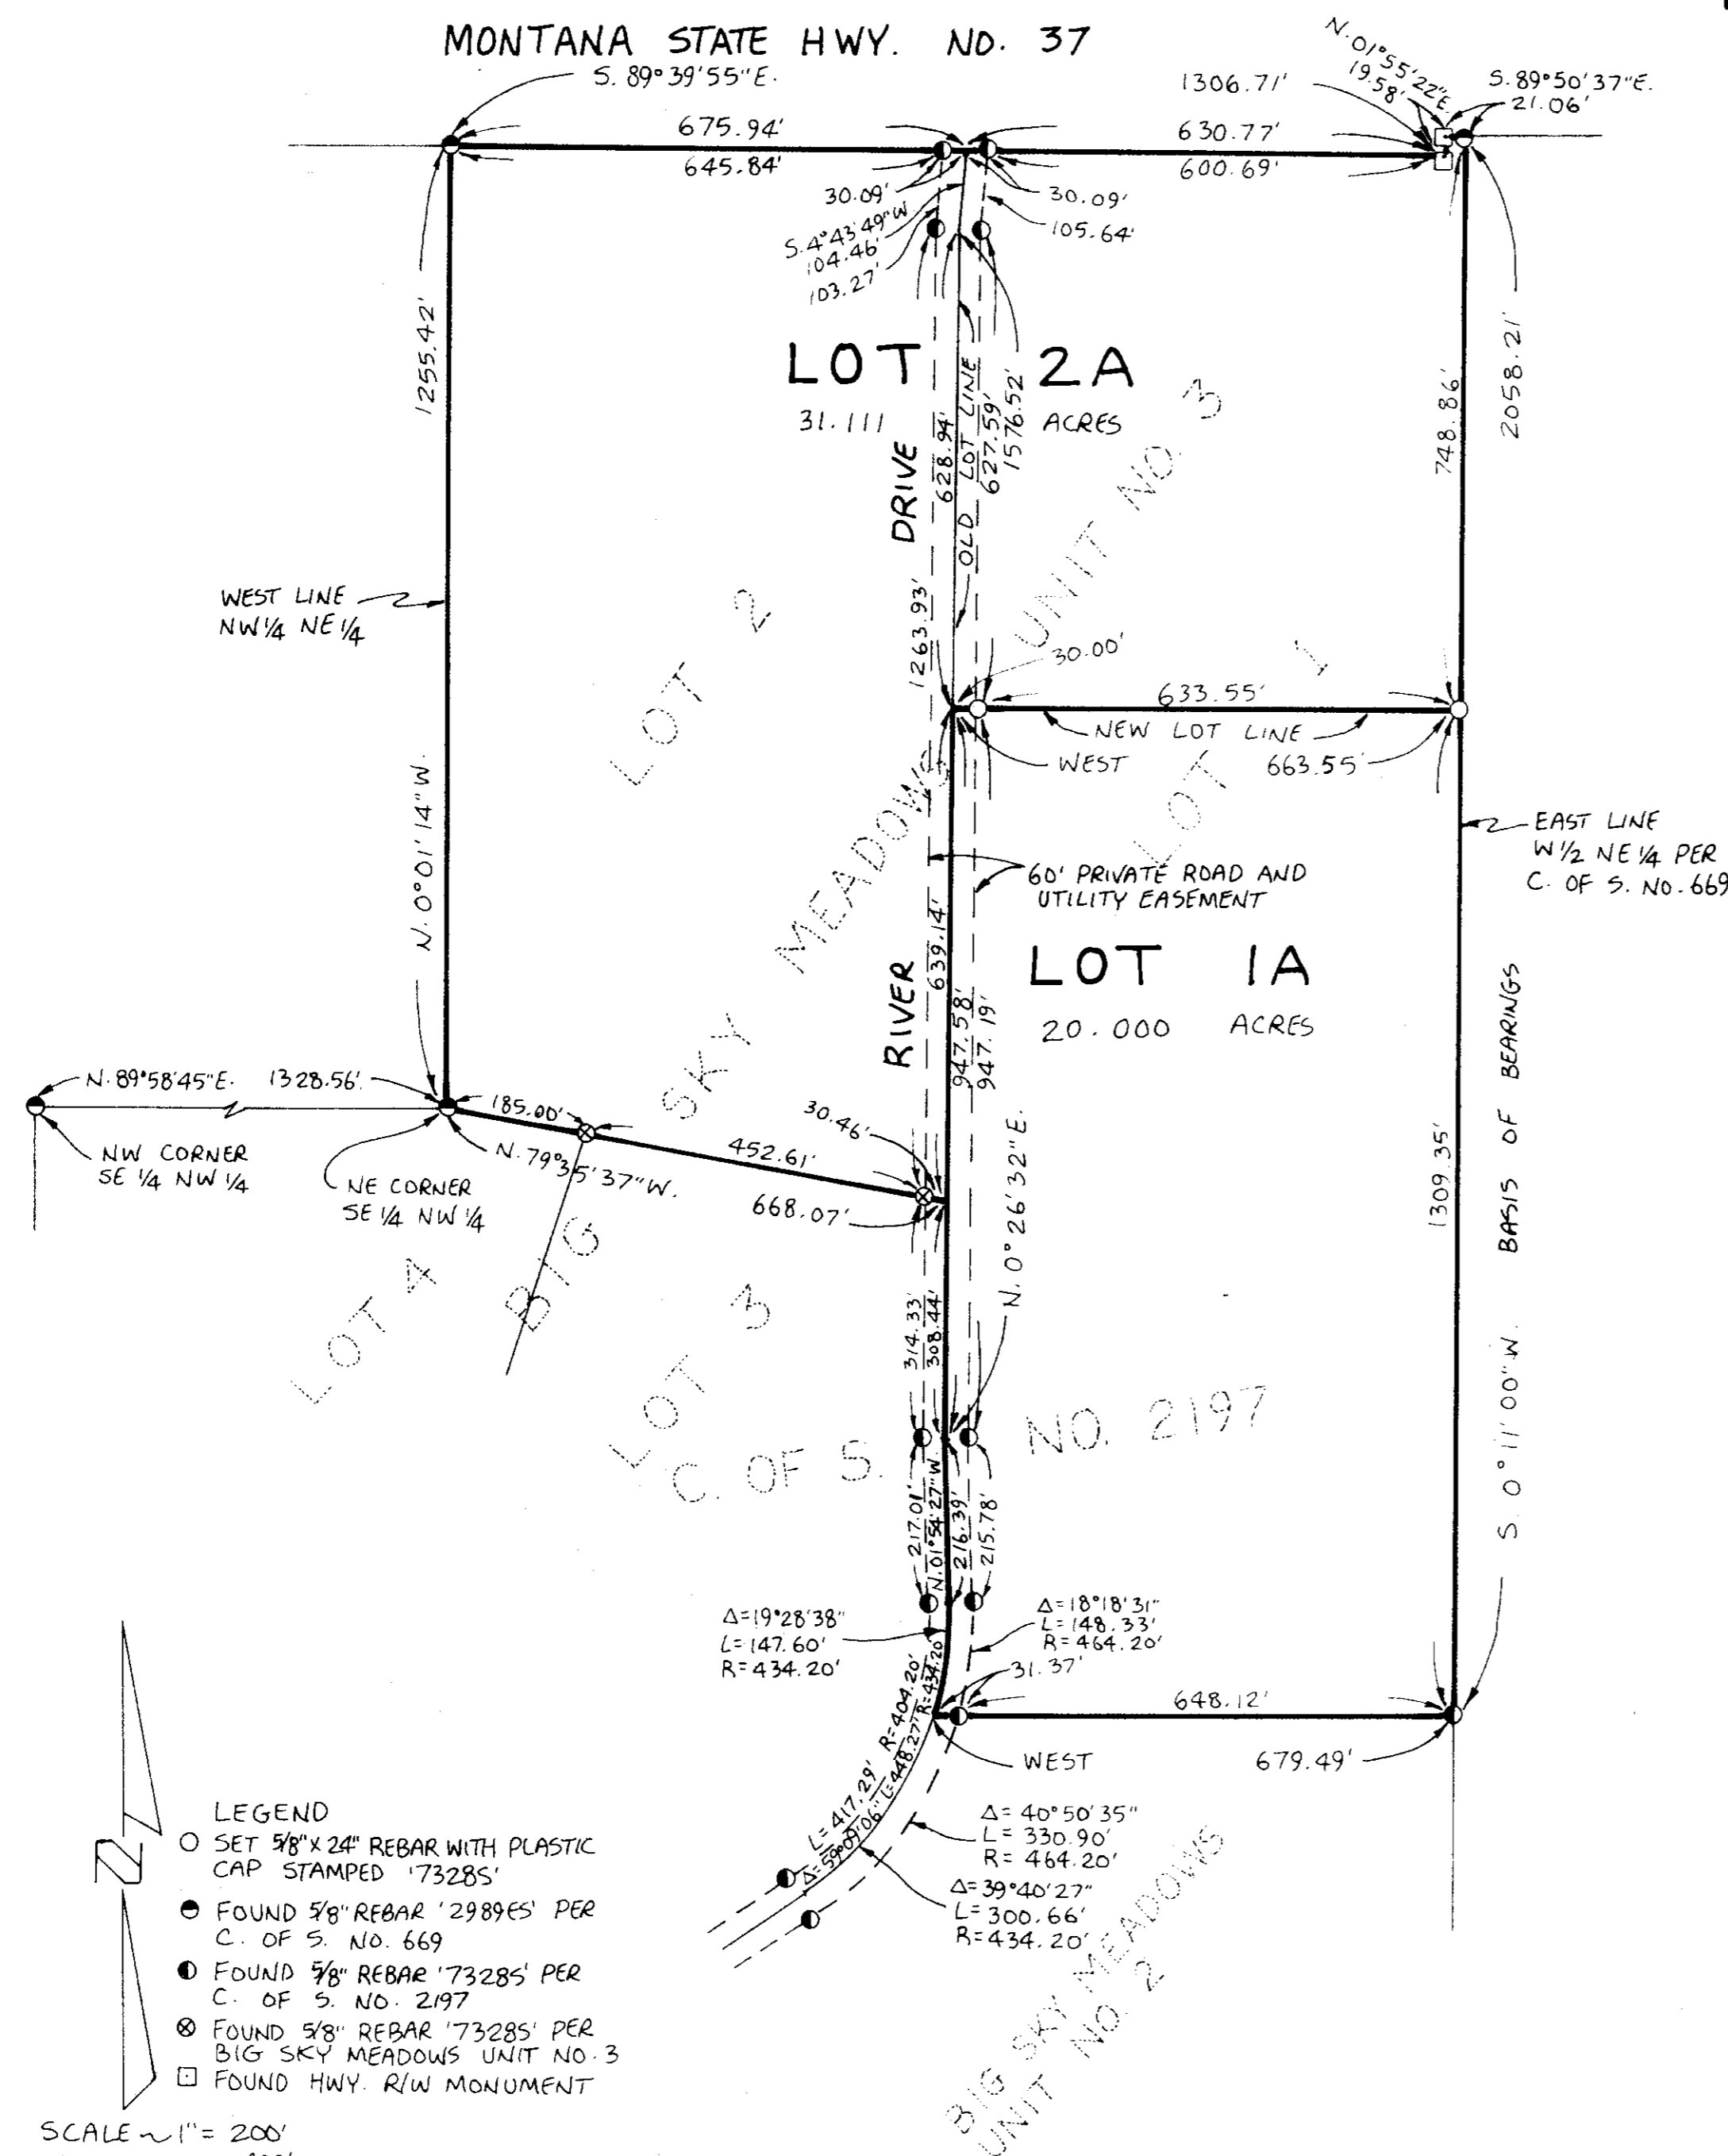 MONTANA STATE HWY. NO. 37
S. 89°39'55"E.
N. 01°55'22"E.
19.58'
S. 89°50'37"E.
21.06'
1306.71'
675.94'
645.84'
630.77'
600.69'
30.09'
30.09'
S. 4°43'49"W
104.46'
103.27'
105.64'
1255.42'
LOT 2A
31.111 ACRES
748.86'
2058.21'
DRIVE
628.94'
OLD LOT LINE
627.59'
1576.52'
UNIT NO. 3
WEST LINE
NW 1/4 NE 1/4
LOT 2
1263.93'
30.00'
LOT 1
633.55'
NEW LOT LINE
WEST
663.55'
N. 0°01'14"W.
EAST LINE
W 1/2 NE 1/4 PER
C. OF S. NO. 669
60' PRIVATE ROAD AND
UTILITY EASEMENT
BIG SKY MEADOWS
RIVER
639.14'
947.58'
947.19'
LOT 1A
20.000 ACRES
N. 89°58'45"E. 1328.56'
185.00'
30.46'
NW CORNER
SE 1/4 NW 1/4
NE CORNER
SE 1/4 NW 1/4
N. 79°35'37"W.
452.61'
668.07'
N. 0°26'32"E.
1309.35'
BASIS OF BEARINGS
S. 0°11'00"W.
LOT 4
LOT 3
314.33'
308.44'
C. OF S. NO. 2197
217.01'
N. 01°54'27"W.
216.39'
215.78'
Δ=19°28'38"
L=147.60'
R=434.20'
Δ=18°18'31"
L=148.33'
R=464.20'
31.37'
648.12'
WEST
679.49'
L=417.29' R=404.20'
Δ=59°09'06" L=448.27' R=434.20'
Δ=40°50'35"
L=330.90'
R=464.20'
Δ=39°40'27"
L=300.66'
R=434.20'
BIG SKY MEADOWS
UNIT NO. 2
N
LEGEND
SET 5/8"X 24" REBAR WITH PLASTIC
CAP STAMPED '7328S'
FOUND 5/8" REBAR '2989ES' PER
C. OF S. NO. 669
FOUND 5/8" REBAR '7328S' PER
C. OF S. NO. 2197
FOUND 5/8" REBAR '7328S' PER
BIG SKY MEADOWS UNIT NO. 3
FOUND HWY. R/W MONUMENT
SCALE ~ 1" = 200'